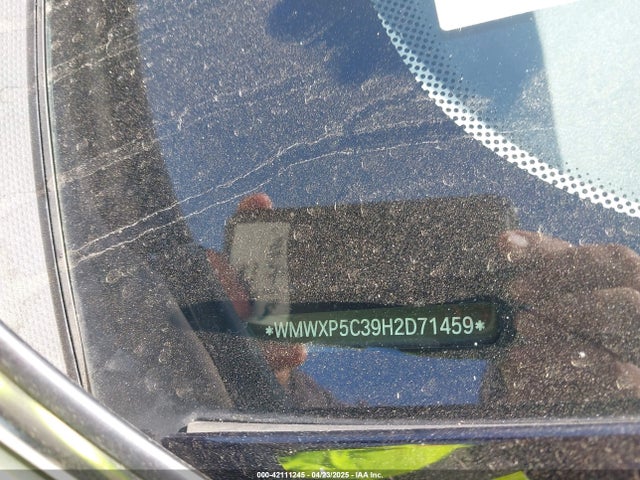 *WMWXP5C39H2D71459*
000-42111245 - 04/23/2025 - IAA Inc.